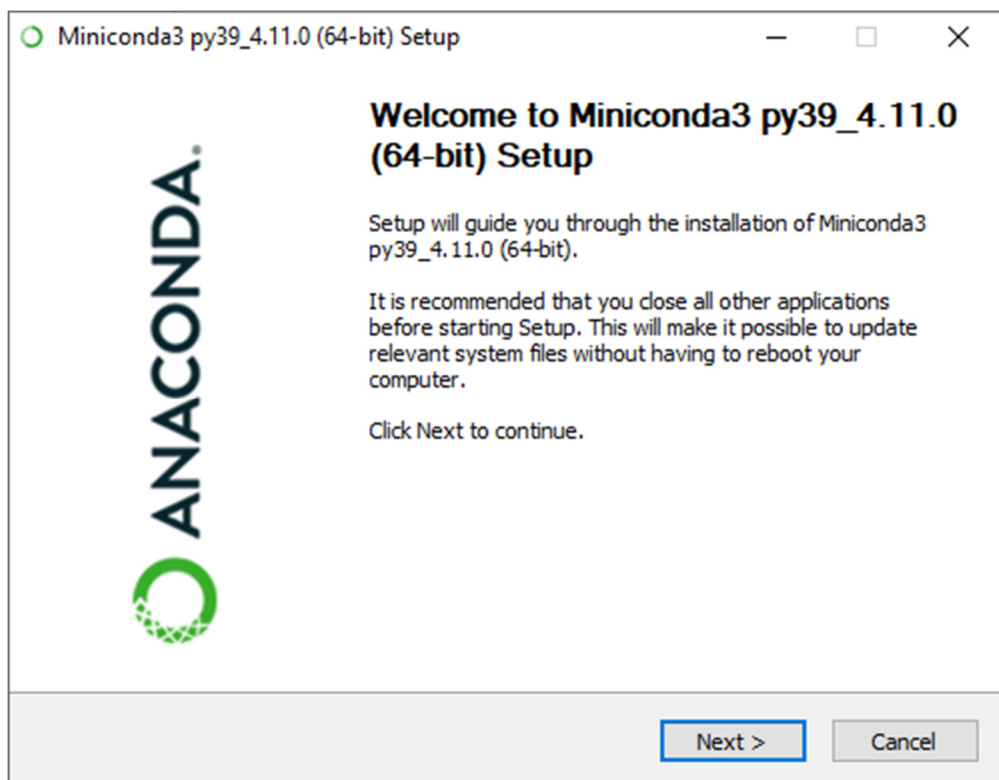 Miniconda3 py39_4.11.0 (64-bit) Setup
Welcome to Miniconda3 py39_4.11.0
(64-bit) Setup
Setup will guide you through the installation of Miniconda3
py39_4.11.0 (64-bit).
It is recommended that you close all other applications
before starting Setup. This will make it possible to update
relevant system files without having to reboot your
computer.
Click Next to continue.
ANACONDA.
Next >
Cancel